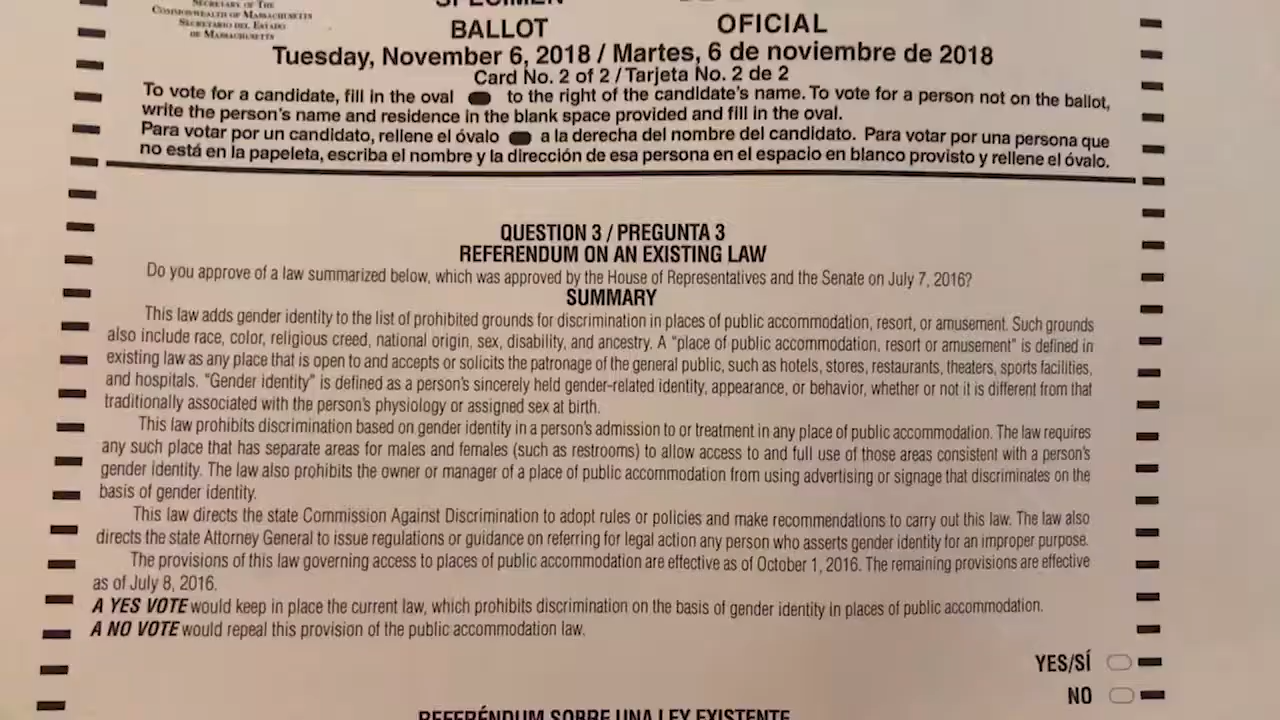 SECRETARY OF THE
COMMONWEALTH OF MASSACHUSETTS
SECRETARIO DEL ESTADO
DE MASSACHUSETTS
SPECIMEN
BALLOT
OFICIAL
Tuesday, November 6, 2018 / Martes, 6 de noviembre de 2018
Card No. 2 of 2 / Tarjeta No. 2 de 2
To vote for a candidate, fill in the oval to the right of the candidate's name. To vote for a person not on the ballot,
write the person's name and residence in the blank space provided and fill in the oval.
Para votar por un candidato, rellene el óvalo a la derecha del nombre del candidato. Para votar por una persona que
no está en la papeleta, escriba el nombre y la dirección de esa persona en el espacio en blanco provisto y rellene el óvalo.
QUESTION 3 / PREGUNTA 3
REFERENDUM ON AN EXISTING LAW
Do you approve of a law summarized below, which was approved by the House of Representatives and the Senate on July 7, 2016?
SUMMARY
This law adds gender identity to the list of prohibited grounds for discrimination in places of public accommodation, resort, or amusement. Such grounds
also include race, color, religious creed, national origin, sex, disability, and ancestry. A "place of public accommodation, resort or amusement" is defined in
existing law as any place that is open to and accepts or solicits the patronage of the general public, such as hotels, stores, restaurants, theaters, sports facilities,
and hospitals. "Gender identity" is defined as a person's sincerely held gender-related identity, appearance, or behavior, whether or not it is different from that
traditionally associated with the person's physiology or assigned sex at birth.
This law prohibits discrimination based on gender identity in a person's admission to or treatment in any place of public accommodation. The law requires
any such place that has separate areas for males and females (such as restrooms) to allow access to and full use of those areas consistent with a person's
gender identity. The law also prohibits the owner or manager of a place of public accommodation from using advertising or signage that discriminates on the
basis of gender identity.
This law directs the state Commission Against Discrimination to adopt rules or policies and make recommendations to carry out this law. The law also
directs the state Attorney General to issue regulations or guidance on referring for legal action any person who asserts gender identity for an improper purpose.
The provisions of this law governing access to places of public accommodation are effective as of October 1, 2016. The remaining provisions are effective
as of July 8, 2016.
A YES VOTE would keep in place the current law, which prohibits discrimination on the basis of gender identity in places of public accommodation.
A NO VOTE would repeal this provision of the public accommodation law.
YES/SÍ
NO
REFERÉNDUM SOBRE UNA LEY EXISTENTE